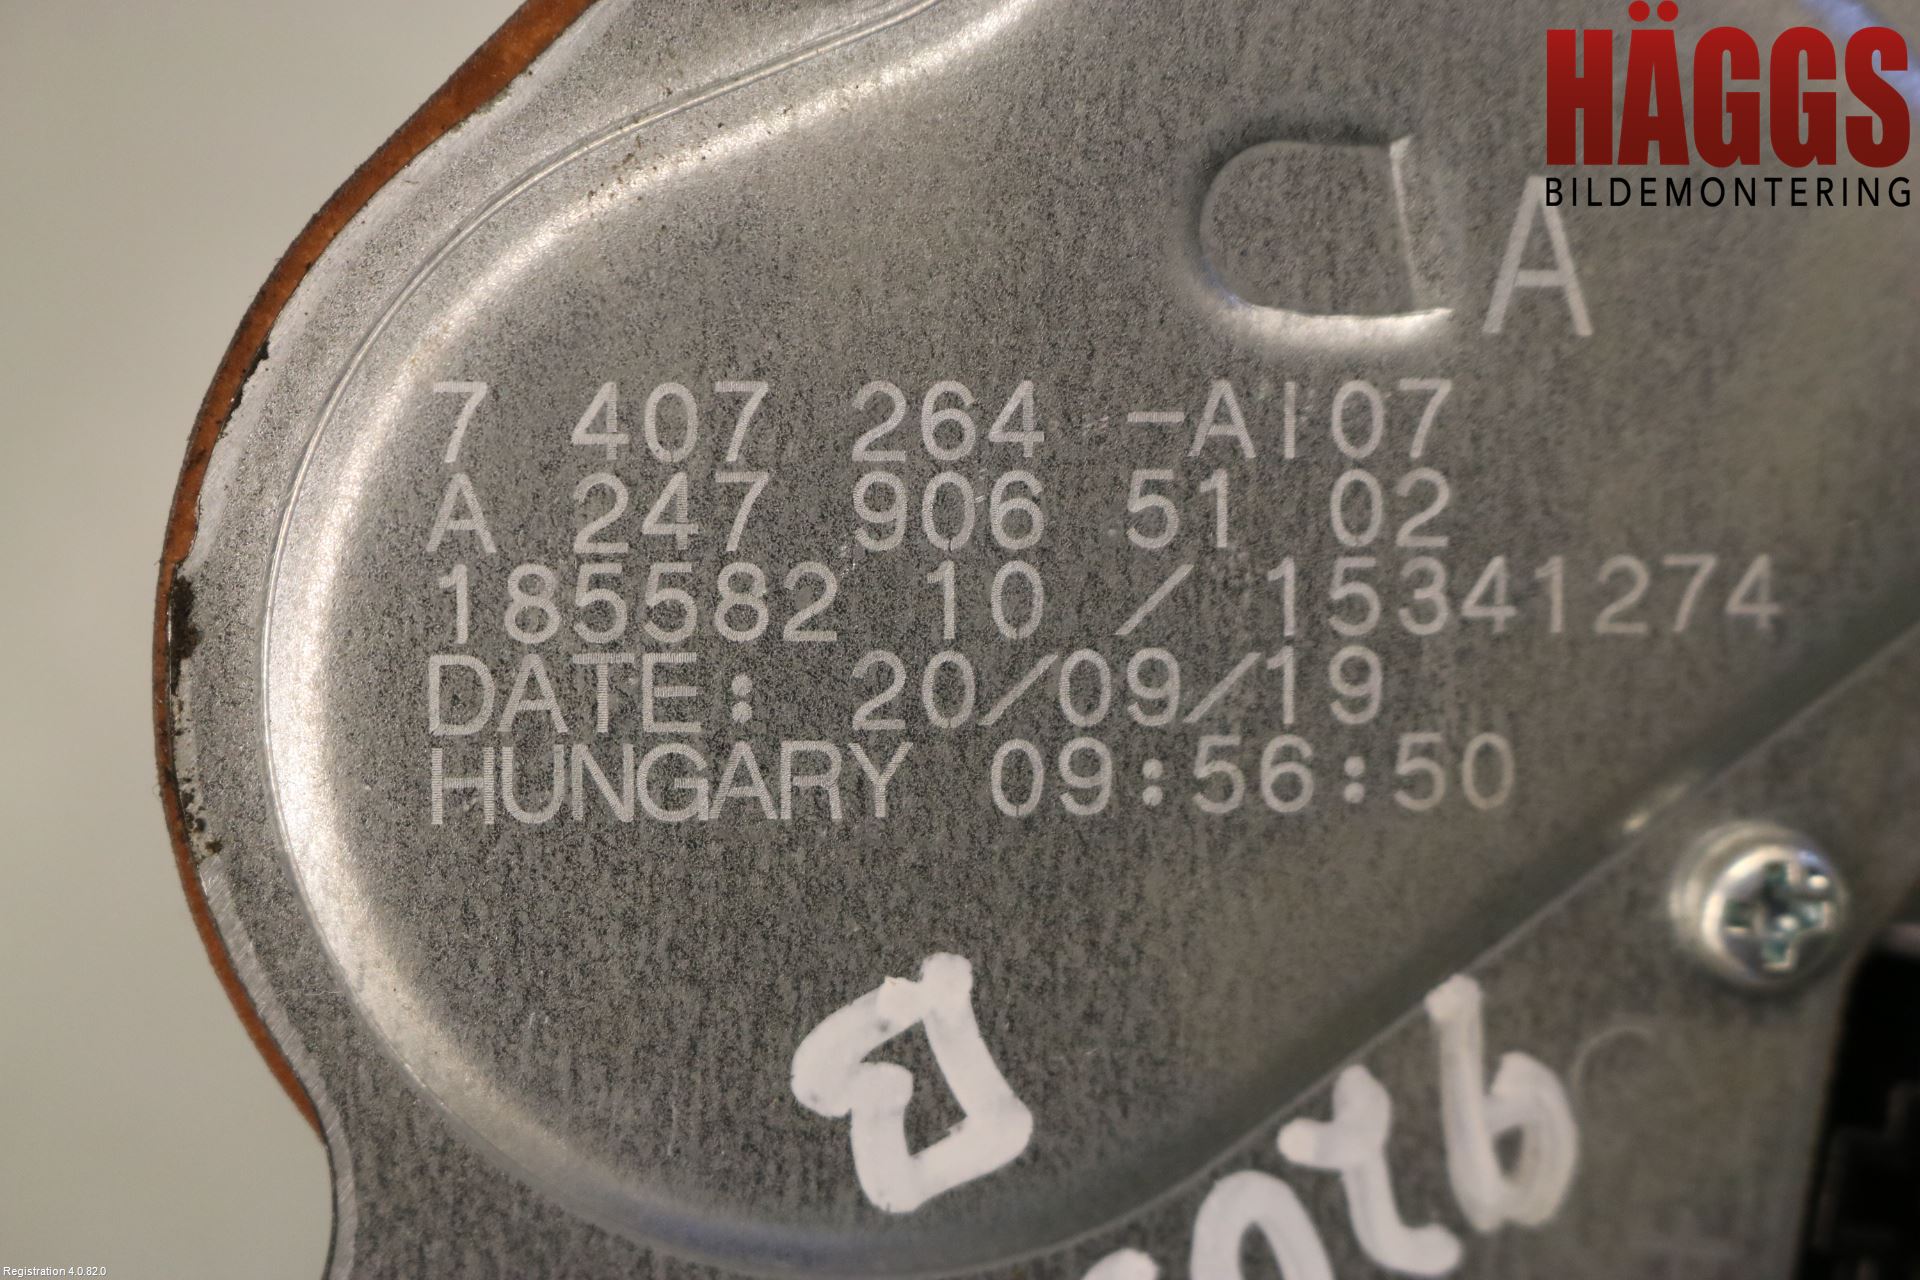 HÄGGS
BILDEMONTERING
A
7 407 264 -AI07
A 247 906 51 02
185582 10 / 15341274
DATE: 20/09/19
HUNGARY 09:56:50
Registration 4.0.82.0